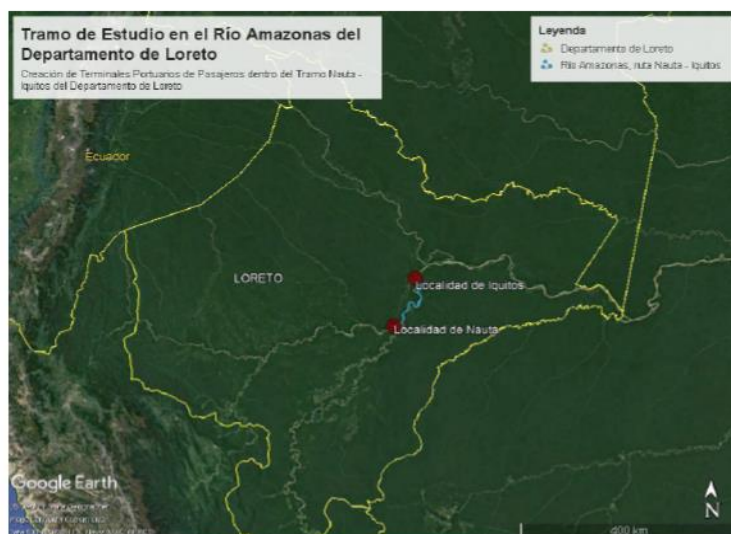 Tramo de Estudio en el Río Amazonas del
Departamento de Loreto
Creación de Terminales Portuarios de Pasajeros dentro del Tramo Nauta -
Iquitos del Departamento de Loreto
Leyenda
Departamento de Loreto
Río Amazonas, ruta Nauta - Iquitos
Ecuador
LORETO
Localidad de Iquitos
Localidad de Nauta
Google Earth
N
400 km